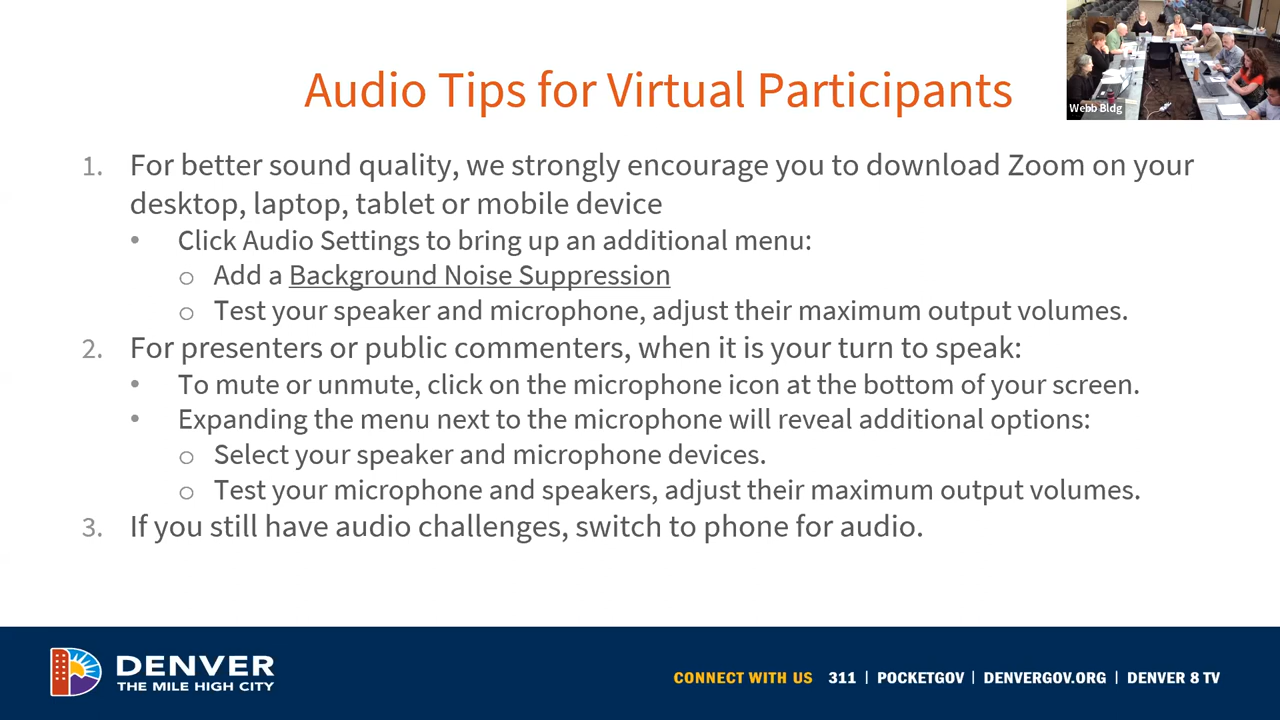 Audio Tips for Virtual Participants
Webb Bldg
1. For better sound quality, we strongly encourage you to download Zoom on your
desktop, laptop, tablet or mobile device
• Click Audio Settings to bring up an additional menu:
○ Add a Background Noise Suppression
○ Test your speaker and microphone, adjust their maximum output volumes.
2. For presenters or public commenters, when it is your turn to speak:
• To mute or unmute, click on the microphone icon at the bottom of your screen.
• Expanding the menu next to the microphone will reveal additional options:
○ Select your speaker and microphone devices.
○ Test your microphone and speakers, adjust their maximum output volumes.
3. If you still have audio challenges, switch to phone for audio.
DENVER
THE MILE HIGH CITY
CONNECT WITH US 311 | POCKETGOV | DENVERGOV.ORG | DENVER 8 TV